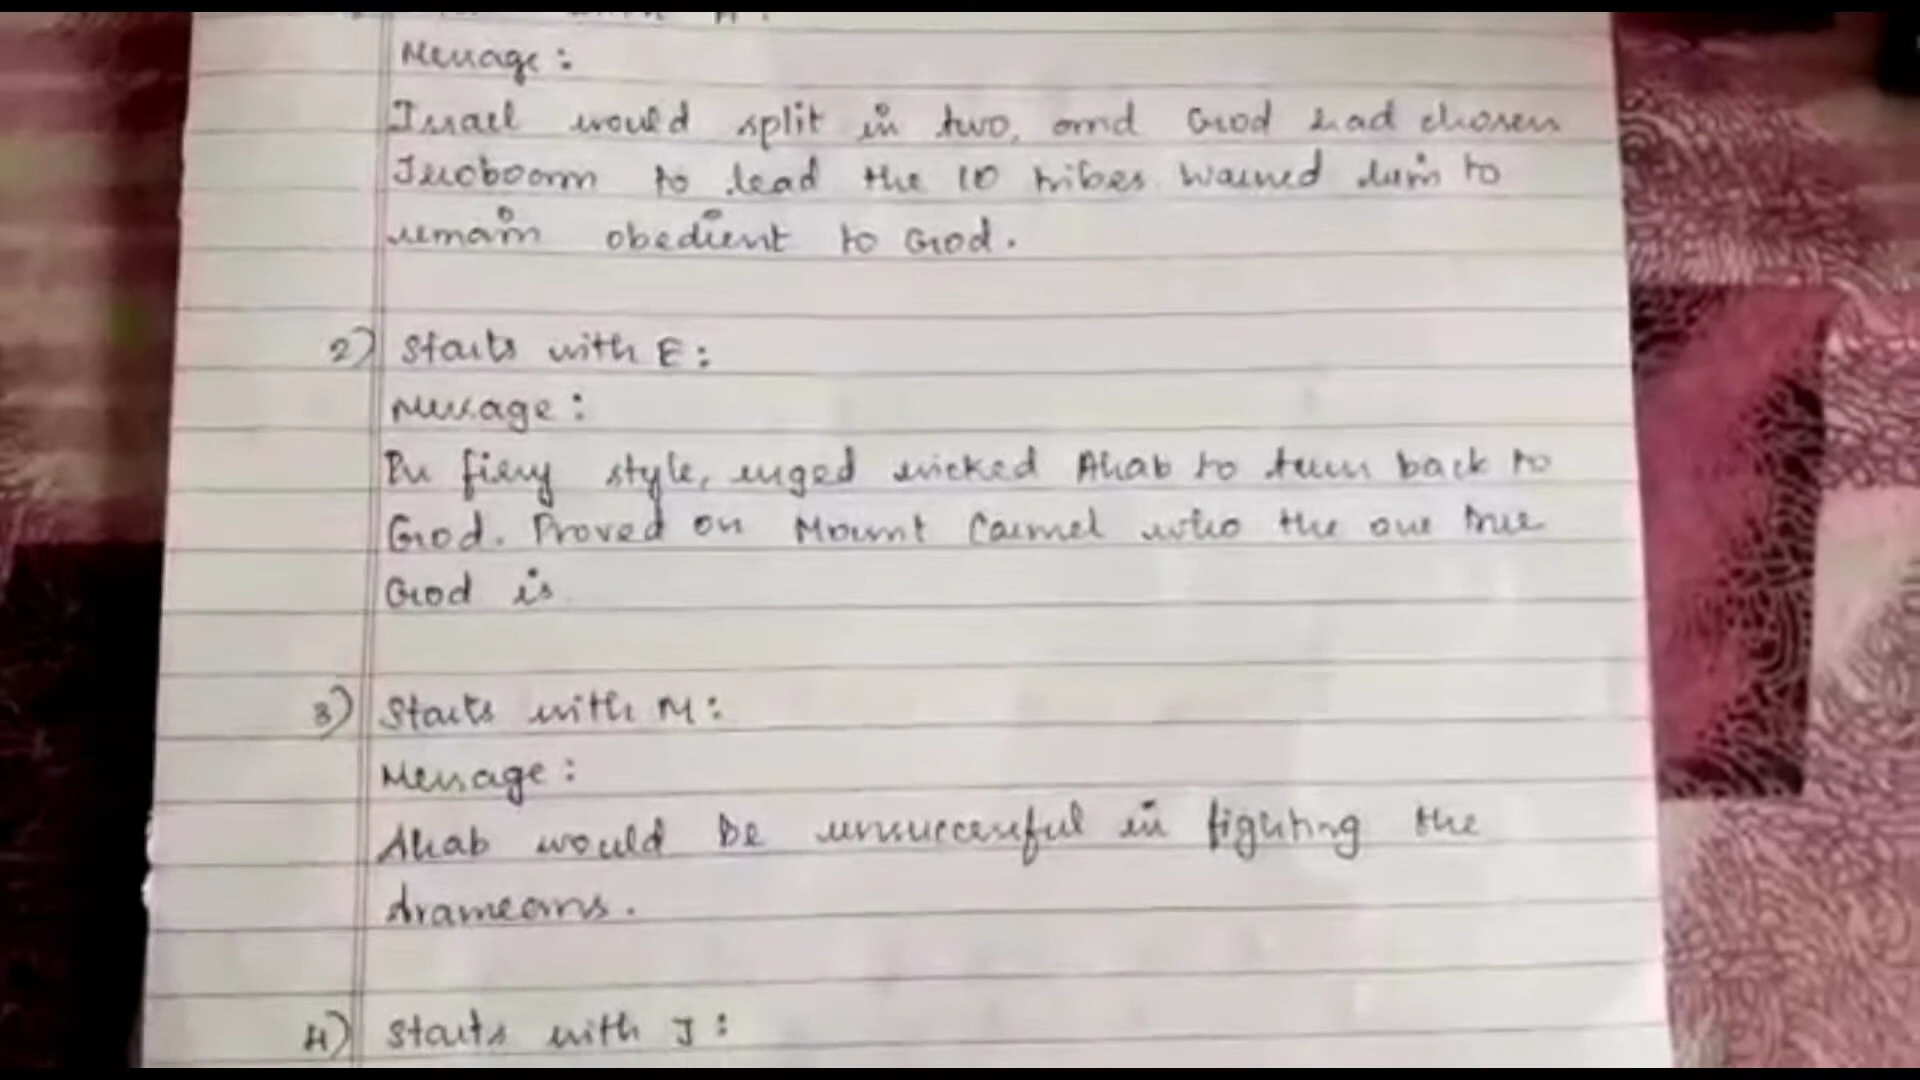 Message:
Israel would split in two, and God had chosen
Jeroboam to lead the 10 tribes warned him to
remain obedient to God.
2) Starts with E:
Message:
In fiery style, urged wicked Ahab to turn back to
God. Proved on Mount Carmel who the one true
God is
3) Starts with M:
Message:
Ahab would be unsuccessful in fighting the
Arameans.
4) Starts with J: